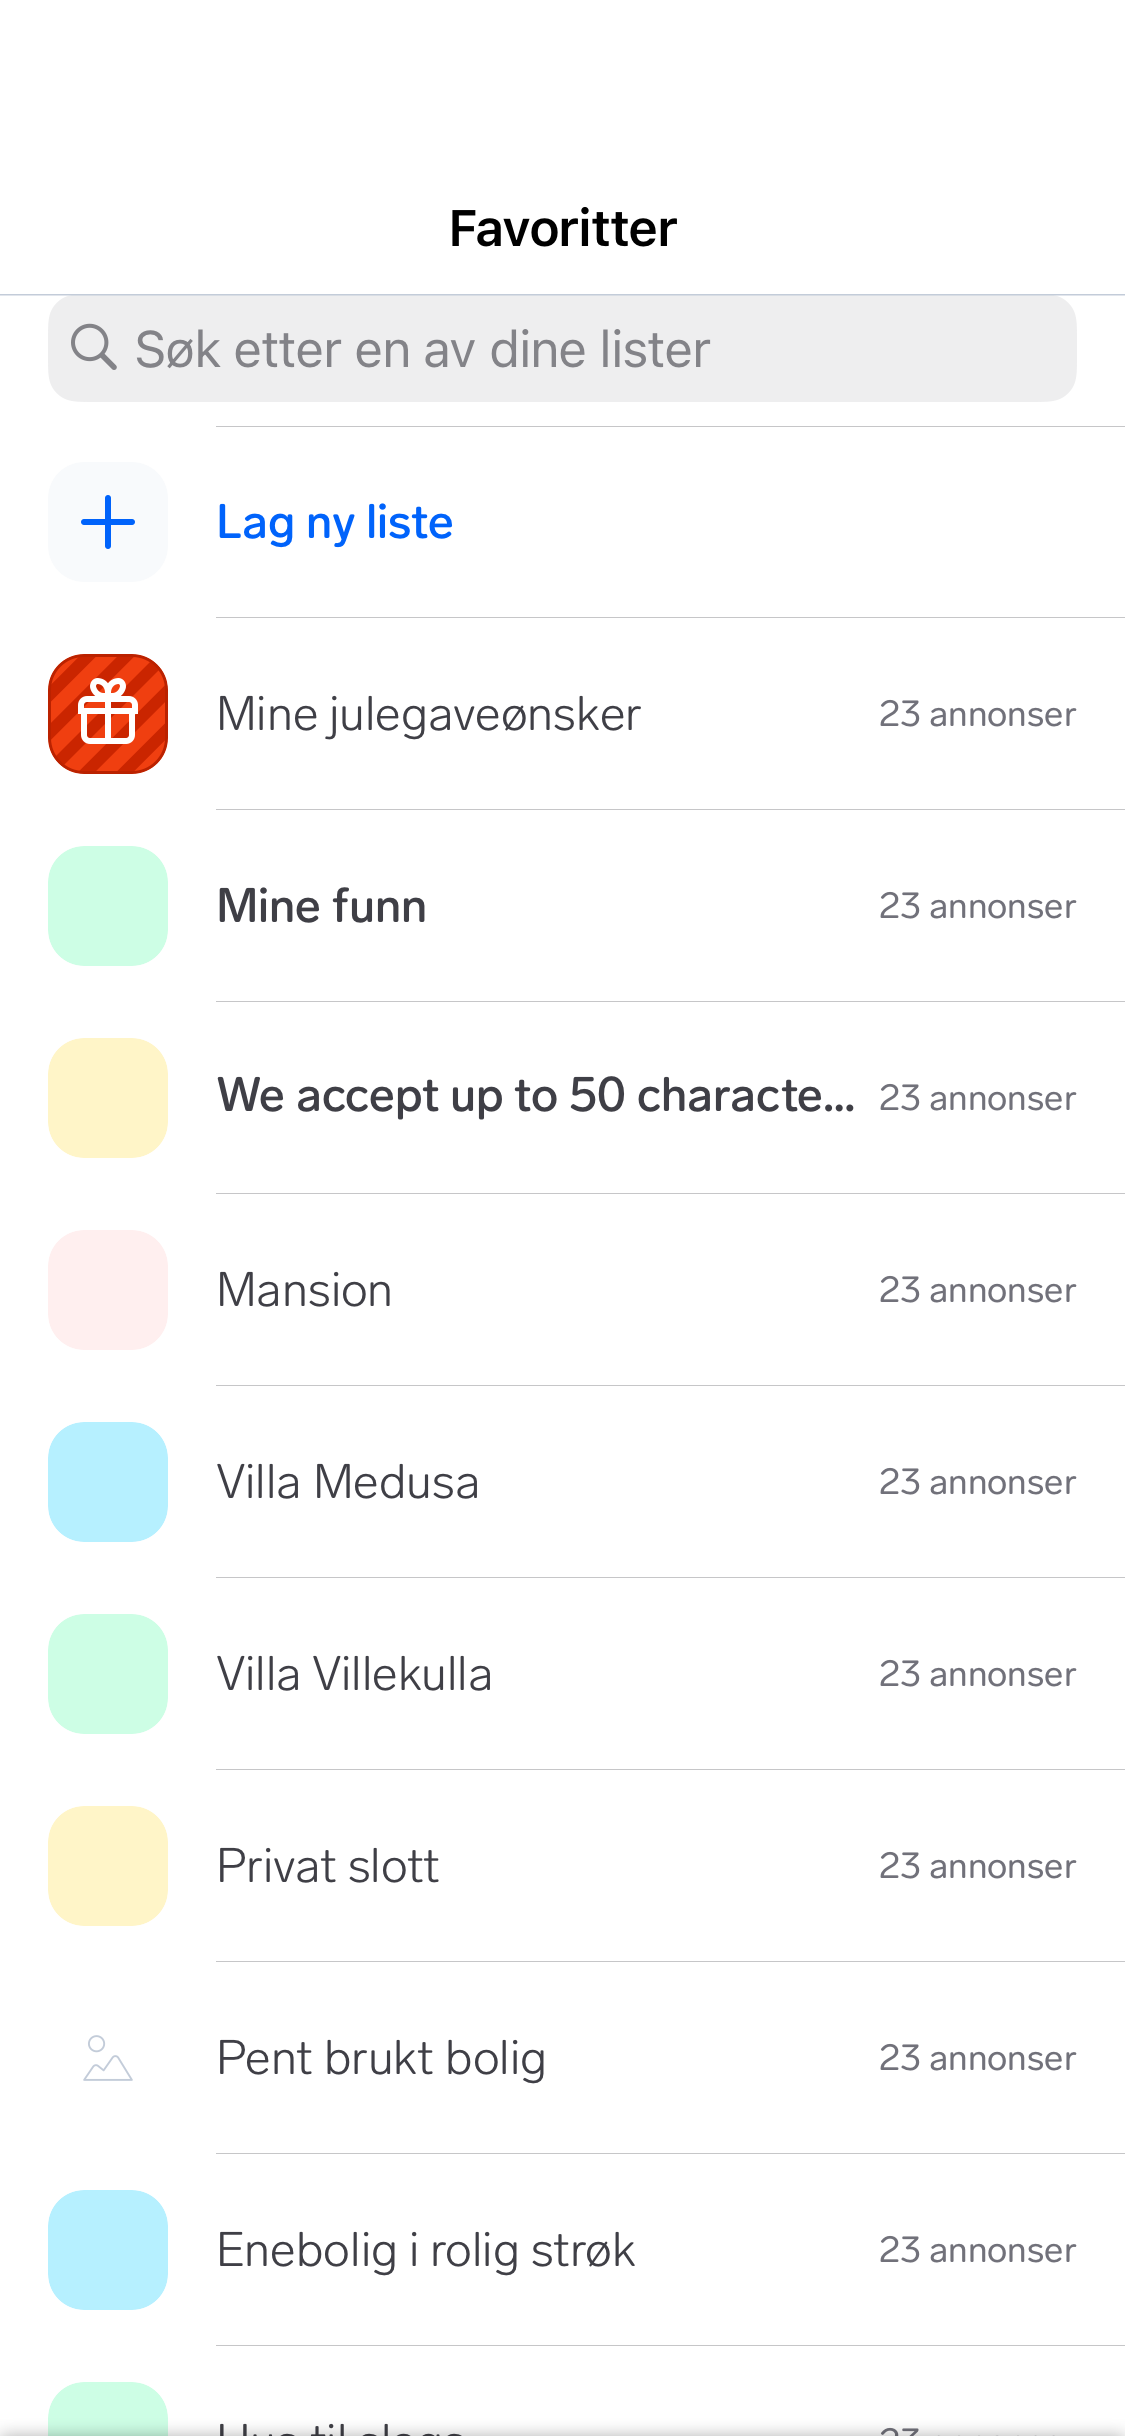 Favoritter
Søk etter en av dine lister
Lag ny liste
Mine julegaveønsker 23 annonser
Mine funn 23 annonser
We accept up to 50 characte... 23 annonser
Mansion 23 annonser
Villa Medusa 23 annonser
Villa Villekulla 23 annonser
Privat slott 23 annonser
Pent brukt bolig 23 annonser
Enebolig i rolig strøk 23 annonser